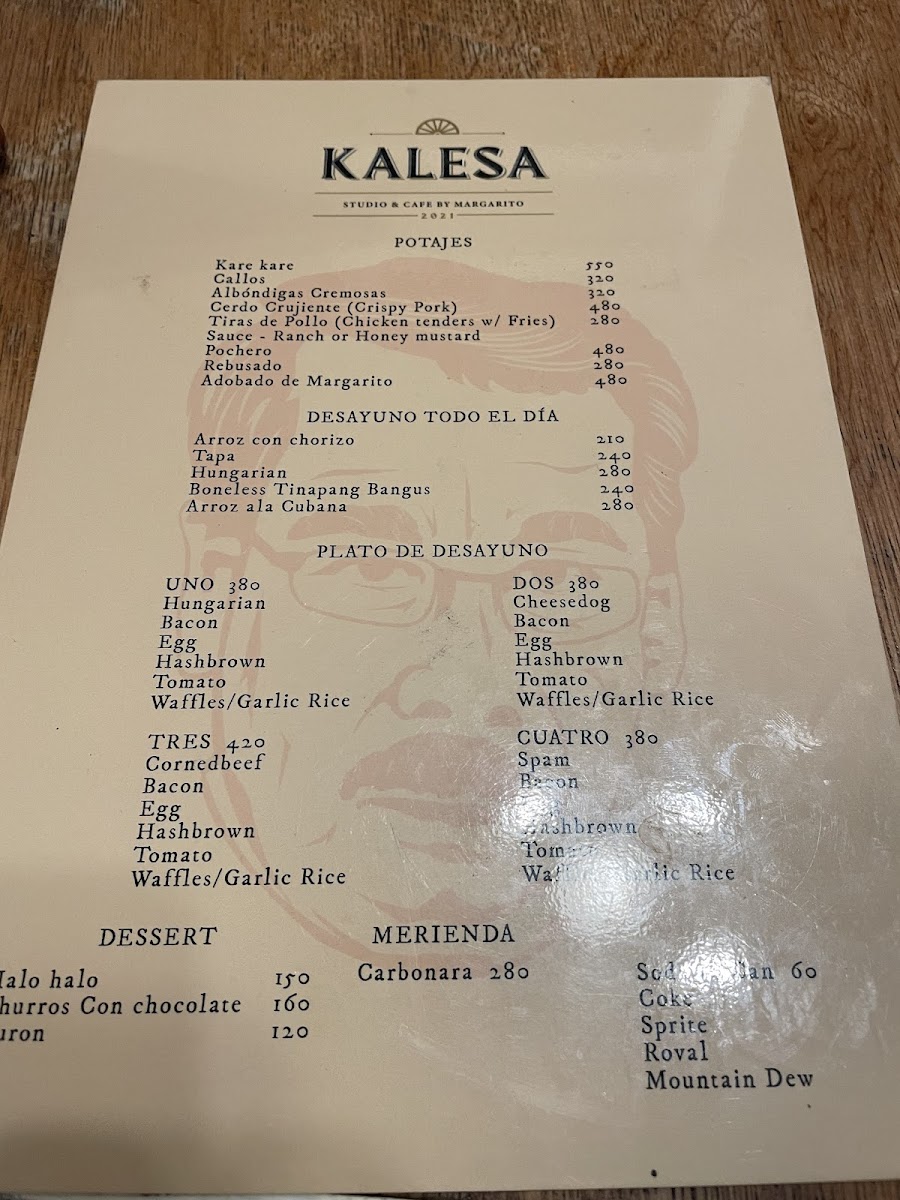 KALESA
STUDIO & CAFE BY MARGARITO
2021
POTAJES
Kare kare 550
Callos 320
Albóndigas Cremosas 320
Cerdo Crujiente (Crispy Pork) 480
Tiras de Pollo (Chicken tenders w/ Fries) 280
Sauce - Ranch or Honey mustard
Pochero 480
Rebusado 280
Adobado de Margarito 480
DESAYUNO TODO EL DÍA
Arroz con chorizo 210
Tapa 240
Hungarian 280
Boneless Tinapang Bangus 240
Arroz ala Cubana 280
PLATO DE DESAYUNO
UNO 380
Hungarian
Bacon
Egg
Hashbrown
Tomato
Waffles/Garlic Rice
DOS 380
Cheesedog
Bacon
Egg
Hashbrown
Tomato
Waffles/Garlic Rice
TRES 420
Cornedbeef
Bacon
Egg
Hashbrown
Tomato
Waffles/Garlic Rice
CUATRO 380
Spam
Bacon
Hashbrown
Tomato
Rice
DESSERT
halo 150
Con chocolate 160
120
MERIENDA
Carbonara 280
60
Coke
Sprite
Royal
Mountain Dew